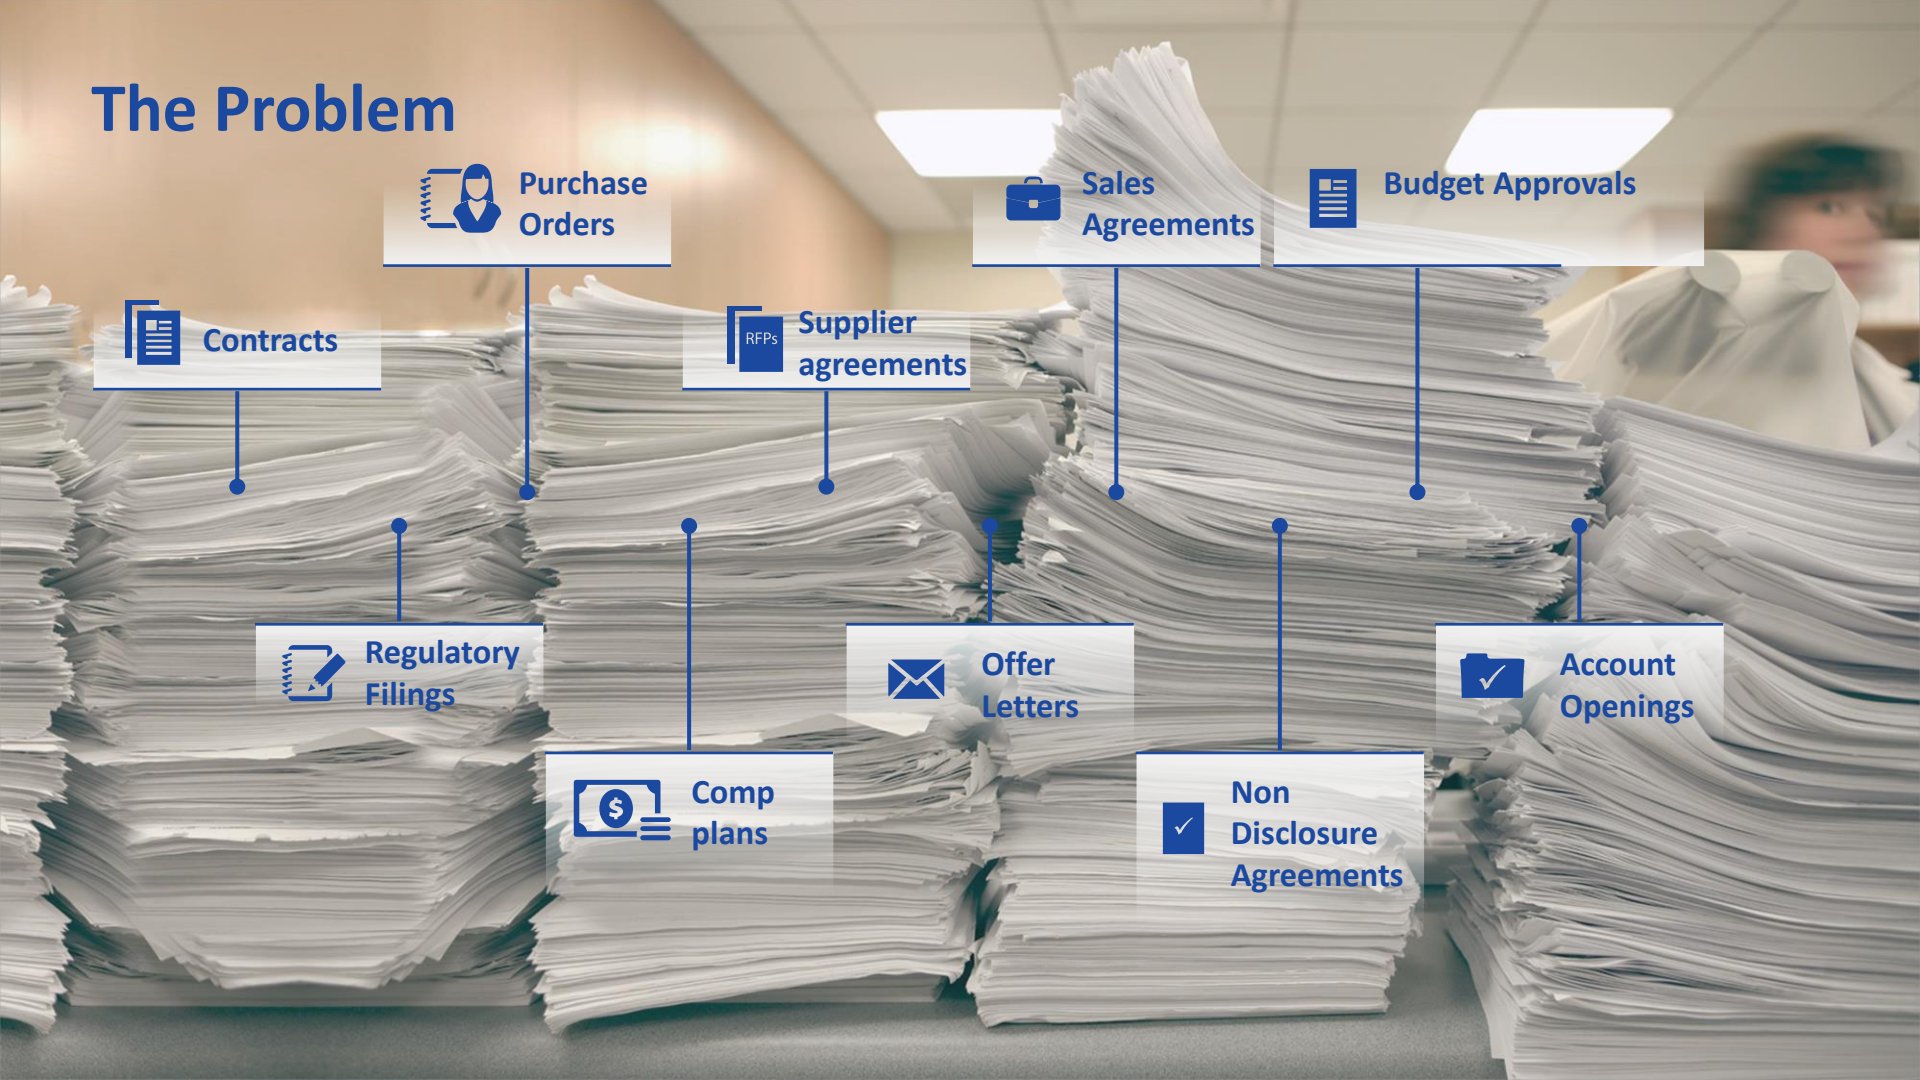 The Problem
Purchase
Orders
Sales
Agreements
Budget Approvals
Contracts
RFPs
Supplier
agreements
Regulatory
Filings
Offer
Letters
Account
Openings
$
Comp
plans
Non
Disclosure
Agreements